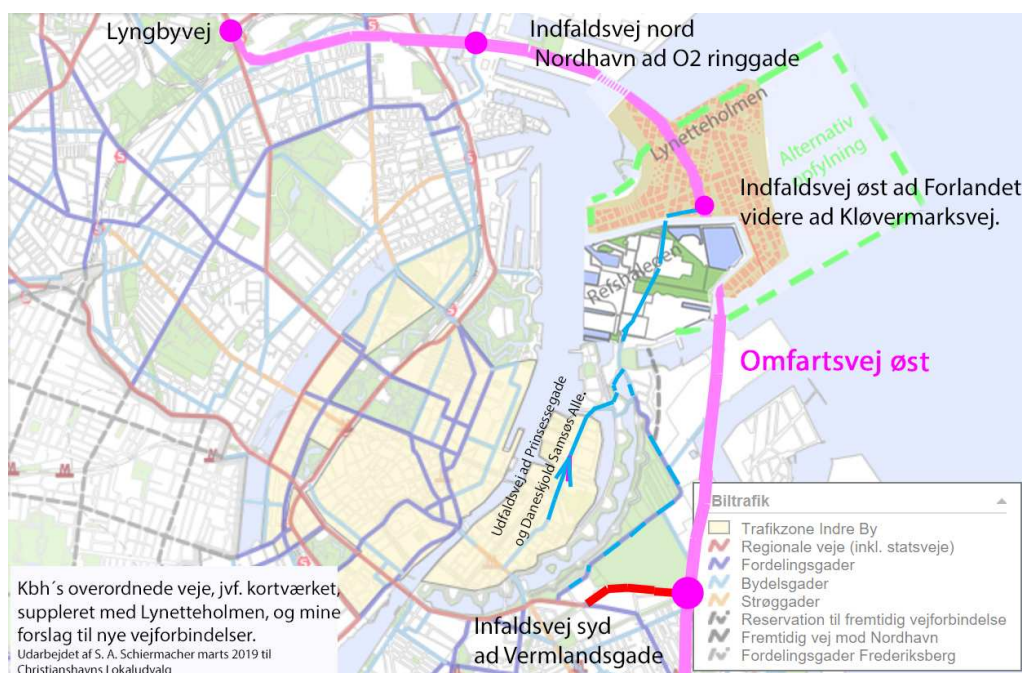 Lyngbyvej
Indfaldsvej nord
Nordhavn ad O2 ringgade
Lynetteholmen
Alternativ
opfylning
Indfaldsvej øst ad Forlandet
videre ad Kløvermarksvej.
Refshaleøen
Omfartsvej øst
Udfaldsvej ad Prinsessegade
og Daneskjold Samsøs Alle.
Biltrafik
Trafikzone Indre By
Regionale veje (inkl. statsveje)
Fordelingsgader
Bydelsgader
Strøggader
Reservation til fremtidig vejforbindelse
Fremtidig vej mod Nordhavn
Fordelingsgader Frederiksberg
Infaldsvej syd
ad Vermlandsgade
Kbh´s overordnede veje, jvf. kortværket,
suppleret med Lynetteholmen, og mine
forslag til nye vejforbindelser.
Udarbejdet af S. A. Schiermacher marts 2019 til
Christianshavns Lokaludvalg
S
S
S
M
M